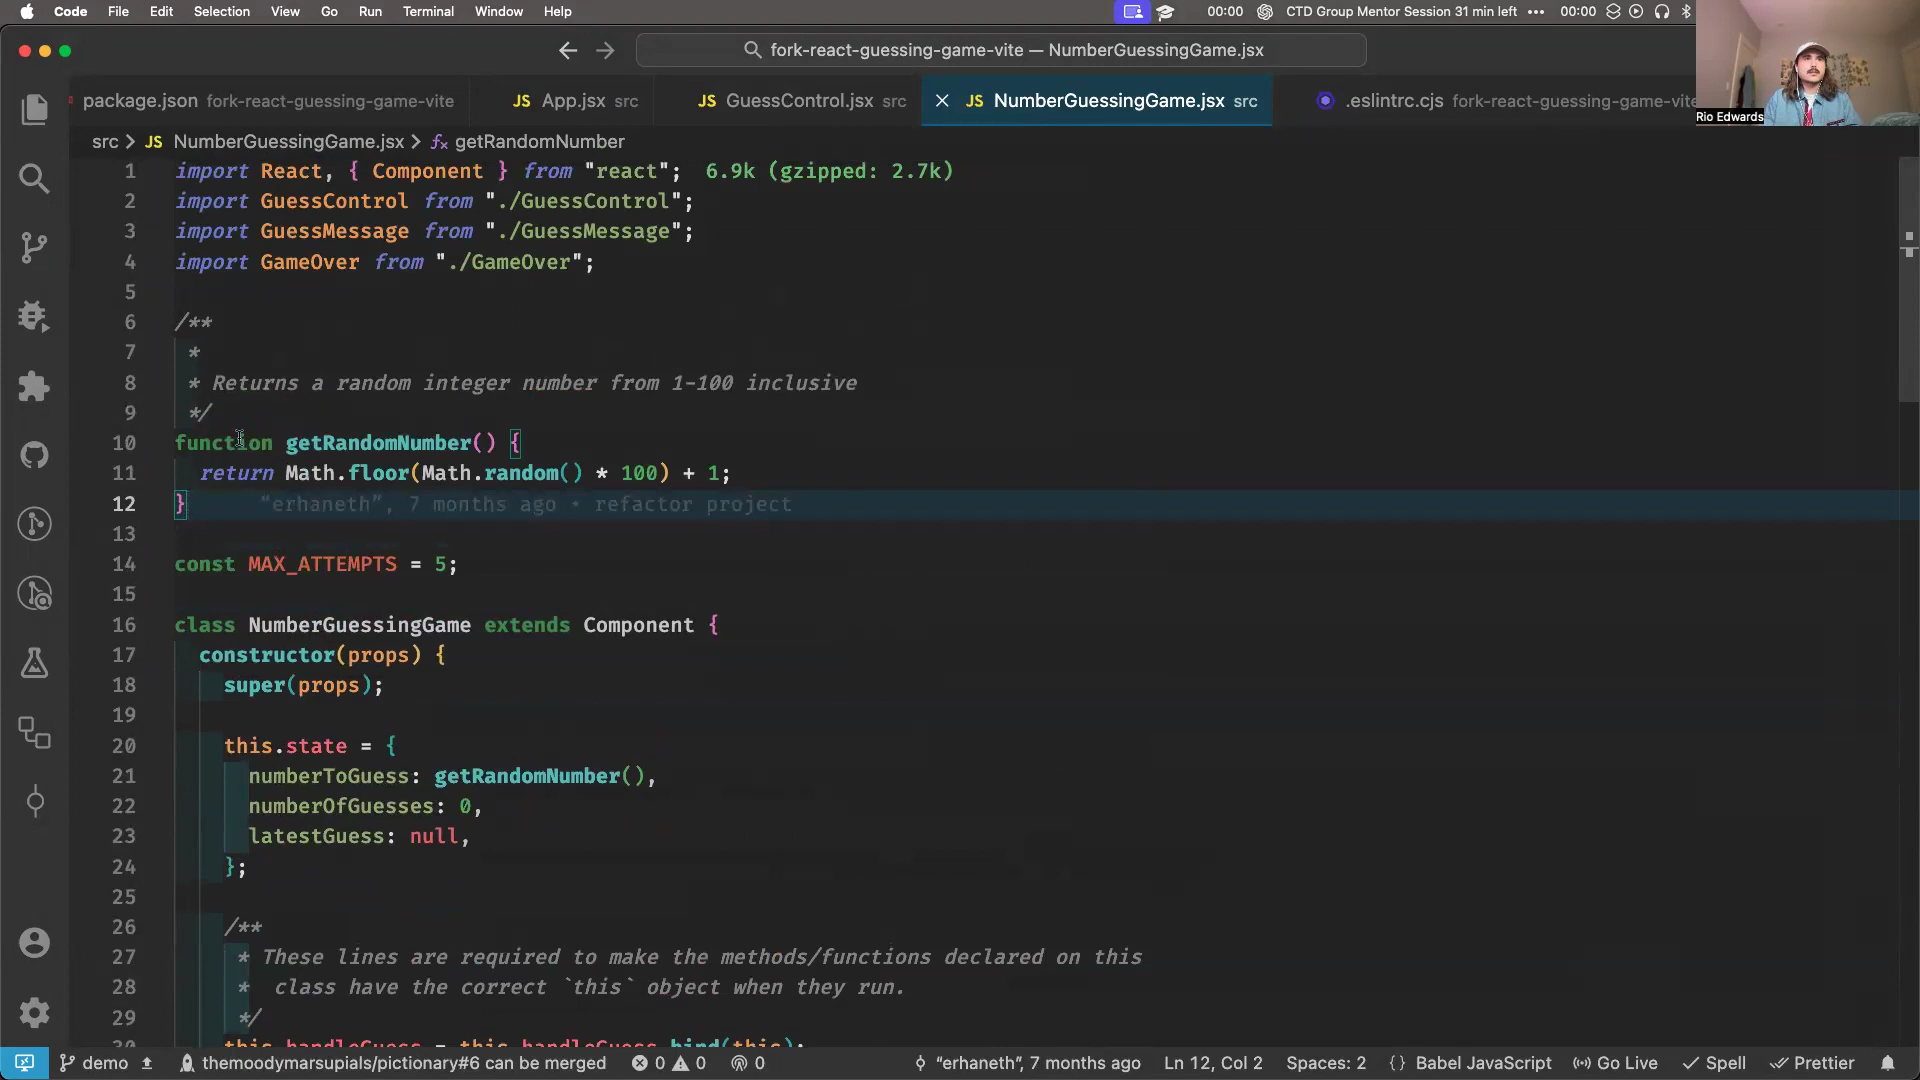 Code File Edit Selection View Go Run Terminal Window Help 00:00 CTD Group Mentor Session 31 min left 00:00
fork-react-guessing-game-vite — NumberGuessingGame.jsx
package.json fork-react-guessing-game-vite JS App.jsx src JS GuessControl.jsx src JS NumberGuessingGame.jsx src .eslintrc.cjs fork-react-guessing-game-vite
Rio Edwards
src > JS NumberGuessingGame.jsx > getRandomNumber
1 import React, { Component } from "react"; 6.9k (gzipped: 2.7k)
2 import GuessControl from "./GuessControl";
3 import GuessMessage from "./GuessMessage";
4 import GameOver from "./GameOver";
5
6 /**
7 *
8 * Returns a random integer number from 1-100 inclusive
9 */
10 function getRandomNumber() {
11 return Math.floor(Math.random() * 100) + 1;
12 } "erhaneth", 7 months ago • refactor project
13
14 const MAX_ATTEMPTS = 5;
15
16 class NumberGuessingGame extends Component {
17 constructor(props) {
18 super(props);
19
20 this.state = {
21 numberToGuess: getRandomNumber(),
22 numberOfGuesses: 0,
23 latestGuess: null,
24 };
25
26 /**
27 * These lines are required to make the methods/functions declared on this
28 * class have the correct `this` object when they run.
29 */
30 this.handleGuess = this.handleGuess.bind(this);
demo themoodymarsupials/pictionary#6 can be merged 0 0 0 "erhaneth", 7 months ago Ln 12, Col 2 Spaces: 2 {} Babel JavaScript Go Live Spell Prettier